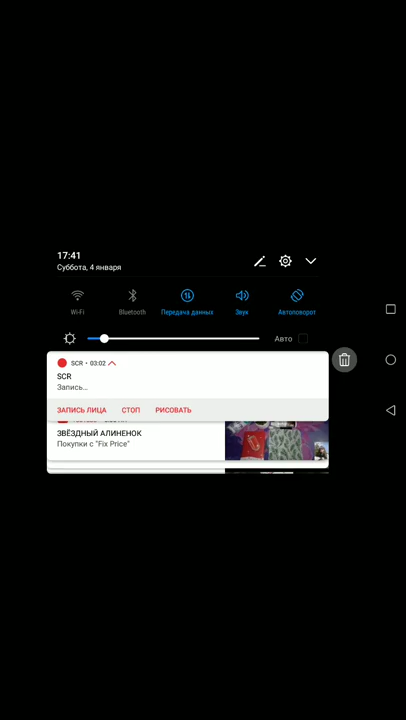 17:41
Суббота, 4 января
Wi-Fi
Bluetooth
Передача данных
Звук
Автоповорот
Авто
SCR • 03:02
SCR
Запись...
ЗАПИСЬ ЛИЦА СТОП РИСОВАТЬ
ЗВЁЗДНЫЙ АЛИНЕНОК
Покупки с "Fix Price"